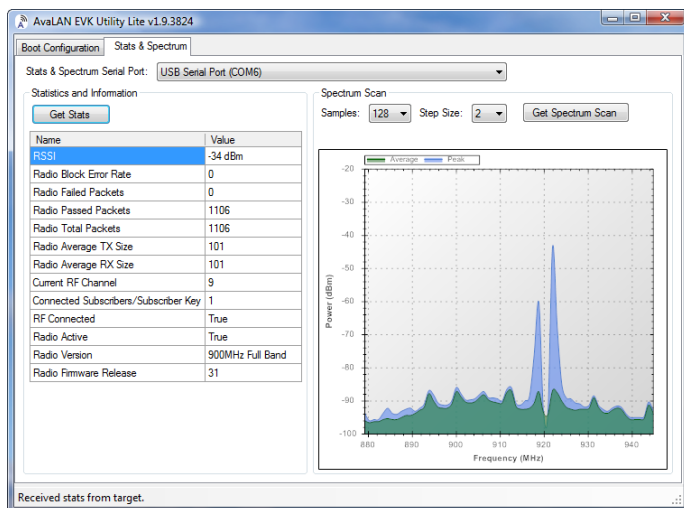 AvaLAN EVK Utility Lite v1.9.3824
Boot Configuration Stats & Spectrum
Stats & Spectrum Serial Port: USB Serial Port (COM6)
Statistics and Information
Get Stats
Name Value
RSSI -34 dBm
Radio Block Error Rate 0
Radio Failed Packets 0
Radio Passed Packets 1106
Radio Total Packets 1106
Radio Average TX Size 101
Radio Average RX Size 101
Current RF Channel 9
Connected Subscribers/Subscriber Key 1
RF Connected True
Radio Active True
Radio Version 900MHz Full Band
Radio Firmware Release 31
Spectrum Scan
Samples: 128 Step Size: 2 Get Spectrum Scan
Average Peak
-20
-30
-40
-50
-60
-70
-80
-90
-100
Power (dBm)
880 890 900 910 920 930 940
Frequency (MHz)
Received stats from target.